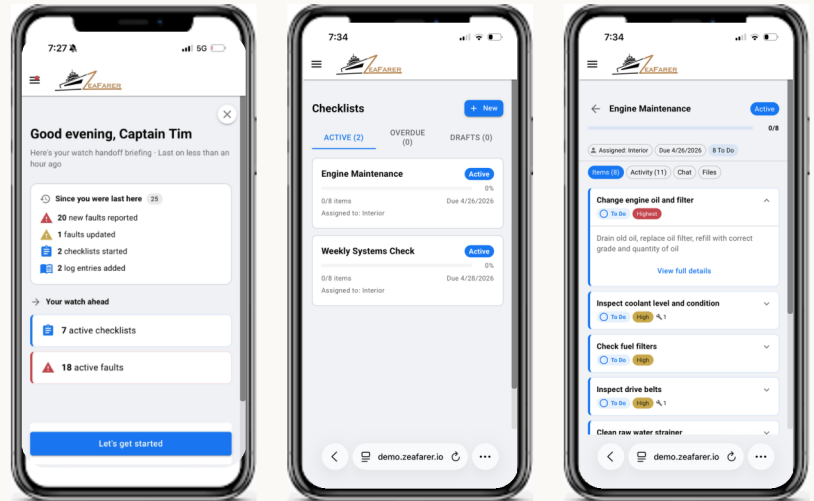 7:27
5G
ZEAFARER
Good evening, Captain Tim
Here's your watch handoff briefing · Last on less than an
hour ago
Since you were last here 25
20 new faults reported
1 faults updated
2 checklists started
2 log entries added
Your watch ahead
7 active checklists
18 active faults
Let's get started
7:34
ZEAFARER
Checklists
+ New
ACTIVE (2)
OVERDUE
(0)
DRAFTS (0)
Engine Maintenance
Active
0%
0/8 items
Due 4/26/2026
Assigned to: Interior
Weekly Systems Check
Active
0%
0/8 items
Due 4/28/2026
Assigned to: Interior
demo.zeafarer.io
7:34
ZEAFARER
Engine Maintenance
Active
0/8
Assigned: Interior
Due 4/26/2026
8 To Do
Items (8)
Activity (11)
Chat
Files
Change engine oil and filter
To Do
Highest
Drain old oil, replace oil filter, refill with correct
grade and quantity of oil
View full details
Inspect coolant level and condition
To Do
High
1
Check fuel filters
To Do
High
Inspect drive belts
To Do
High
1
Clean raw water strainer
demo.zeafarer.io